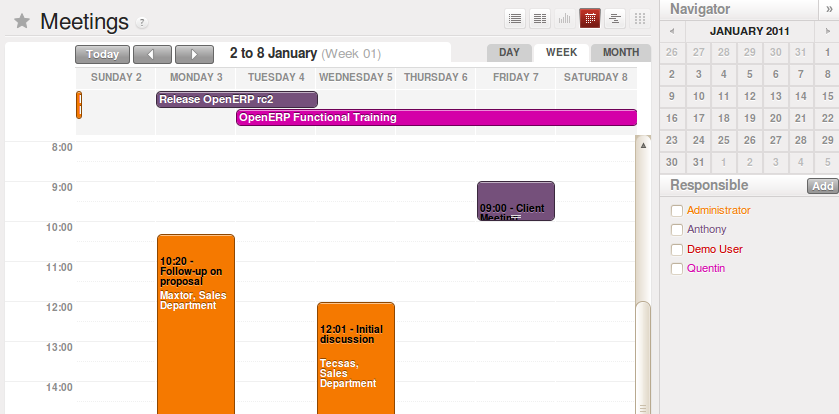 Meetings ?
Today
2 to 8 January (Week 01)
DAY WEEK MONTH
SUNDAY 2 MONDAY 3 TUESDAY 4 WEDNESDAY 5 THURSDAY 6 FRIDAY 7 SATURDAY 8
Release OpenERP rc2
OpenERP Functional Training
8:00
9:00
10:00
11:00
12:00
13:00
14:00
09:00 - Client
Meeting
10:20 -
Follow-up on
proposal
Maxtor, Sales
Department
12:01 - Initial
discussion
Tecsas,
Sales
Department
Navigator »
JANUARY 2011
26 27 28 29 30 31 1
2 3 4 5 6 7 8
9 10 11 12 13 14 15
16 17 18 19 20 21 22
23 24 25 26 27 28 29
30 31 1 2 3 4 5
Responsible Add
Administrator
Anthony
Demo User
Quentin